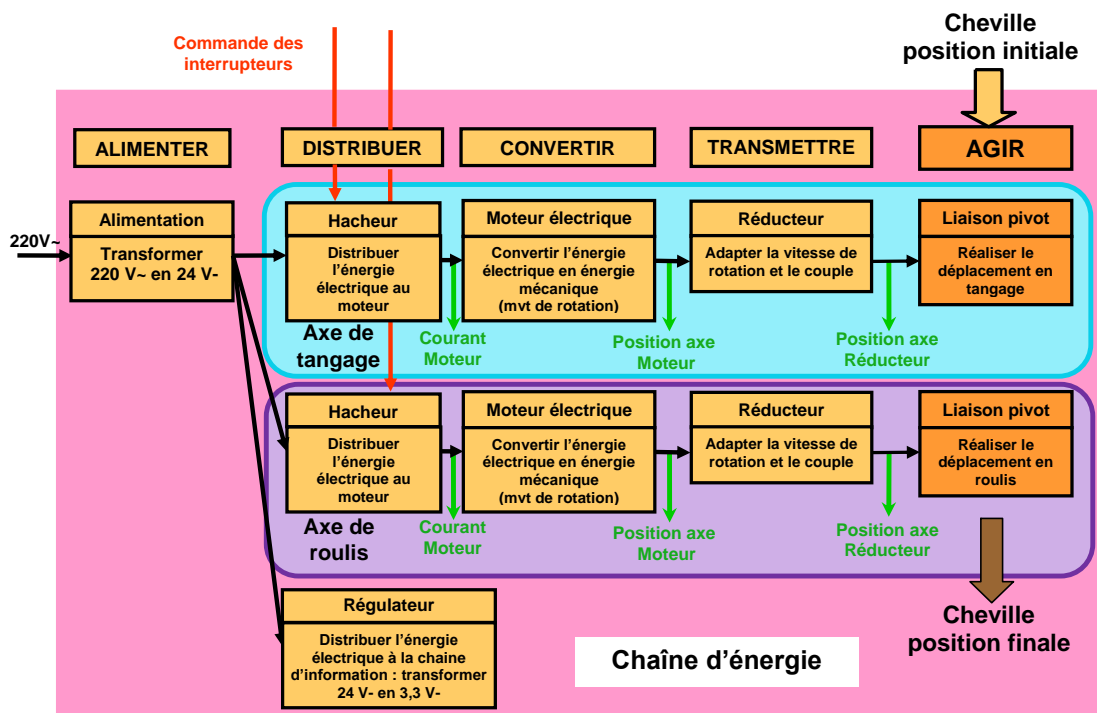 Commande des
interrupteurs
Cheville
position initiale
ALIMENTER
DISTRIBUER
CONVERTIR
TRANSMETTRE
AGIR
220V~
Alimentation
Transformer
220 V~ en 24 V-
Hacheur
Distribuer
l'énergie
électrique au
moteur
Moteur électrique
Convertir l'énergie
électrique en énergie
mécanique
(mvt de rotation)
Réducteur
Adapter la vitesse de
rotation et le couple
Liaison pivot
Réaliser le
déplacement en
tangage
Axe de
tangage
Courant
Moteur
Position axe
Moteur
Position axe
Réducteur
Hacheur
Distribuer
l'énergie
électrique au
moteur
Moteur électrique
Convertir l'énergie
électrique en énergie
mécanique
(mvt de rotation)
Réducteur
Adapter la vitesse de
rotation et le couple
Liaison pivot
Réaliser le
déplacement en
roulis
Axe de
roulis
Courant
Moteur
Position axe
Moteur
Position axe
Réducteur
Régulateur
Distribuer l'énergie
électrique à la chaine
d'information : transformer
24 V- en 3,3 V-
Chaîne d'énergie
Cheville
position finale